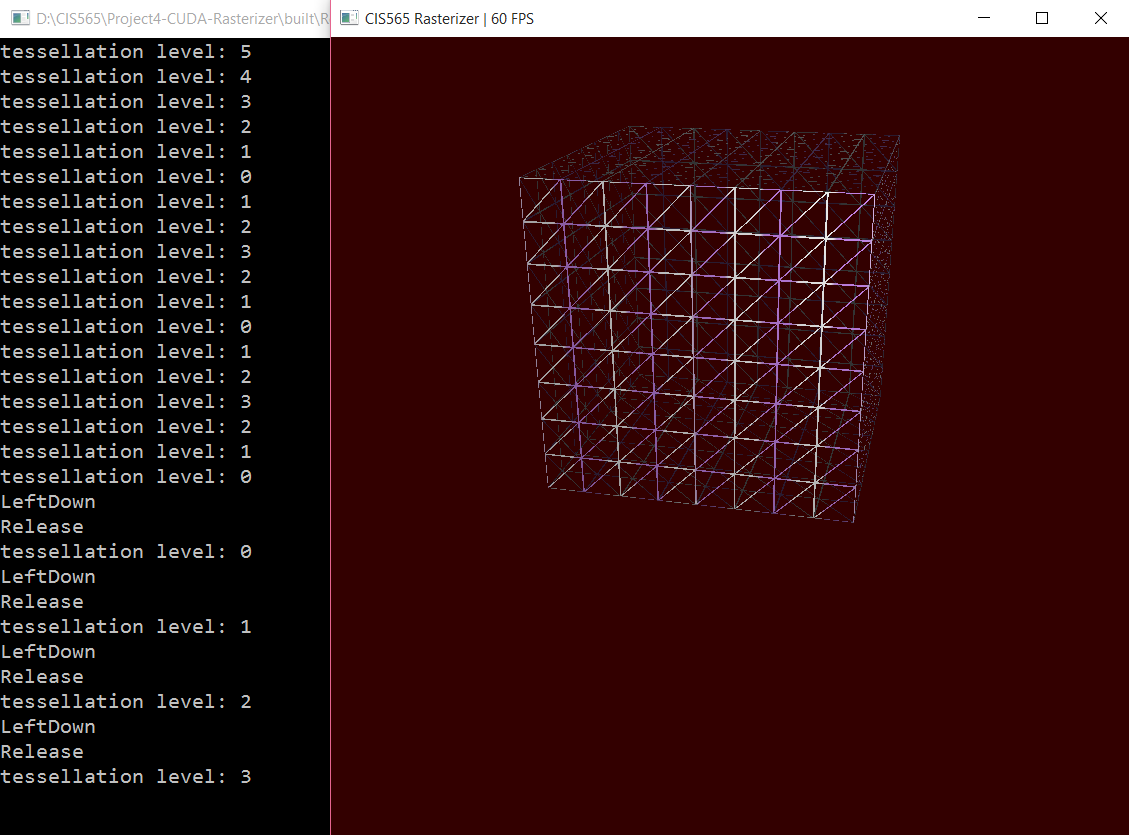 D:\CIS565\Project4-CUDA-Rasterizer\built\R
CIS565 Rasterizer | 60 FPS
tessellation level: 5
tessellation level: 4
tessellation level: 3
tessellation level: 2
tessellation level: 1
tessellation level: 0
tessellation level: 1
tessellation level: 2
tessellation level: 3
tessellation level: 2
tessellation level: 1
tessellation level: 0
tessellation level: 1
tessellation level: 2
tessellation level: 3
tessellation level: 2
tessellation level: 1
tessellation level: 0
LeftDown
Release
tessellation level: 0
LeftDown
Release
tessellation level: 1
LeftDown
Release
tessellation level: 2
LeftDown
Release
tessellation level: 3